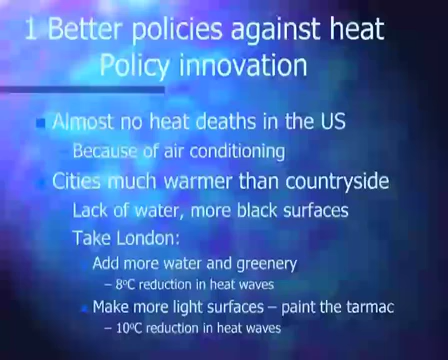 1 Better policies against heat
Policy innovation
Almost no heat deaths in the US
– Because of air conditioning
Cities much warmer than countryside
Lack of water, more black surfaces
Take London:
Add more water and greenery
– 8ºC reduction in heat waves
Make more light surfaces – paint the tarmac
– 10ºC reduction in heat waves